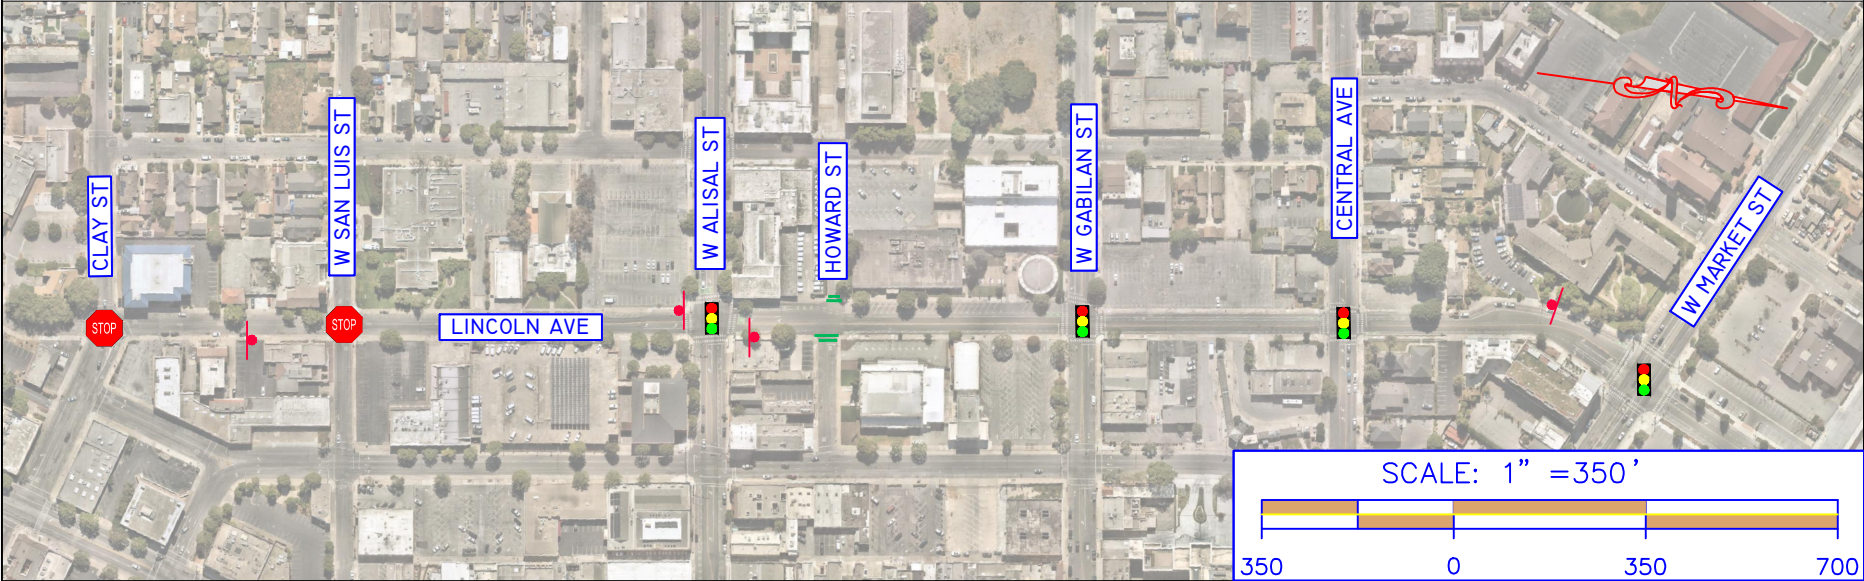 CLAY ST
W SAN LUIS ST
W ALISAL ST
HOWARD ST
W GABILAN ST
CENTRAL AVE
W MARKET ST
STOP
STOP
LINCOLN AVE
SCALE: 1" =350'
350 0 350 700